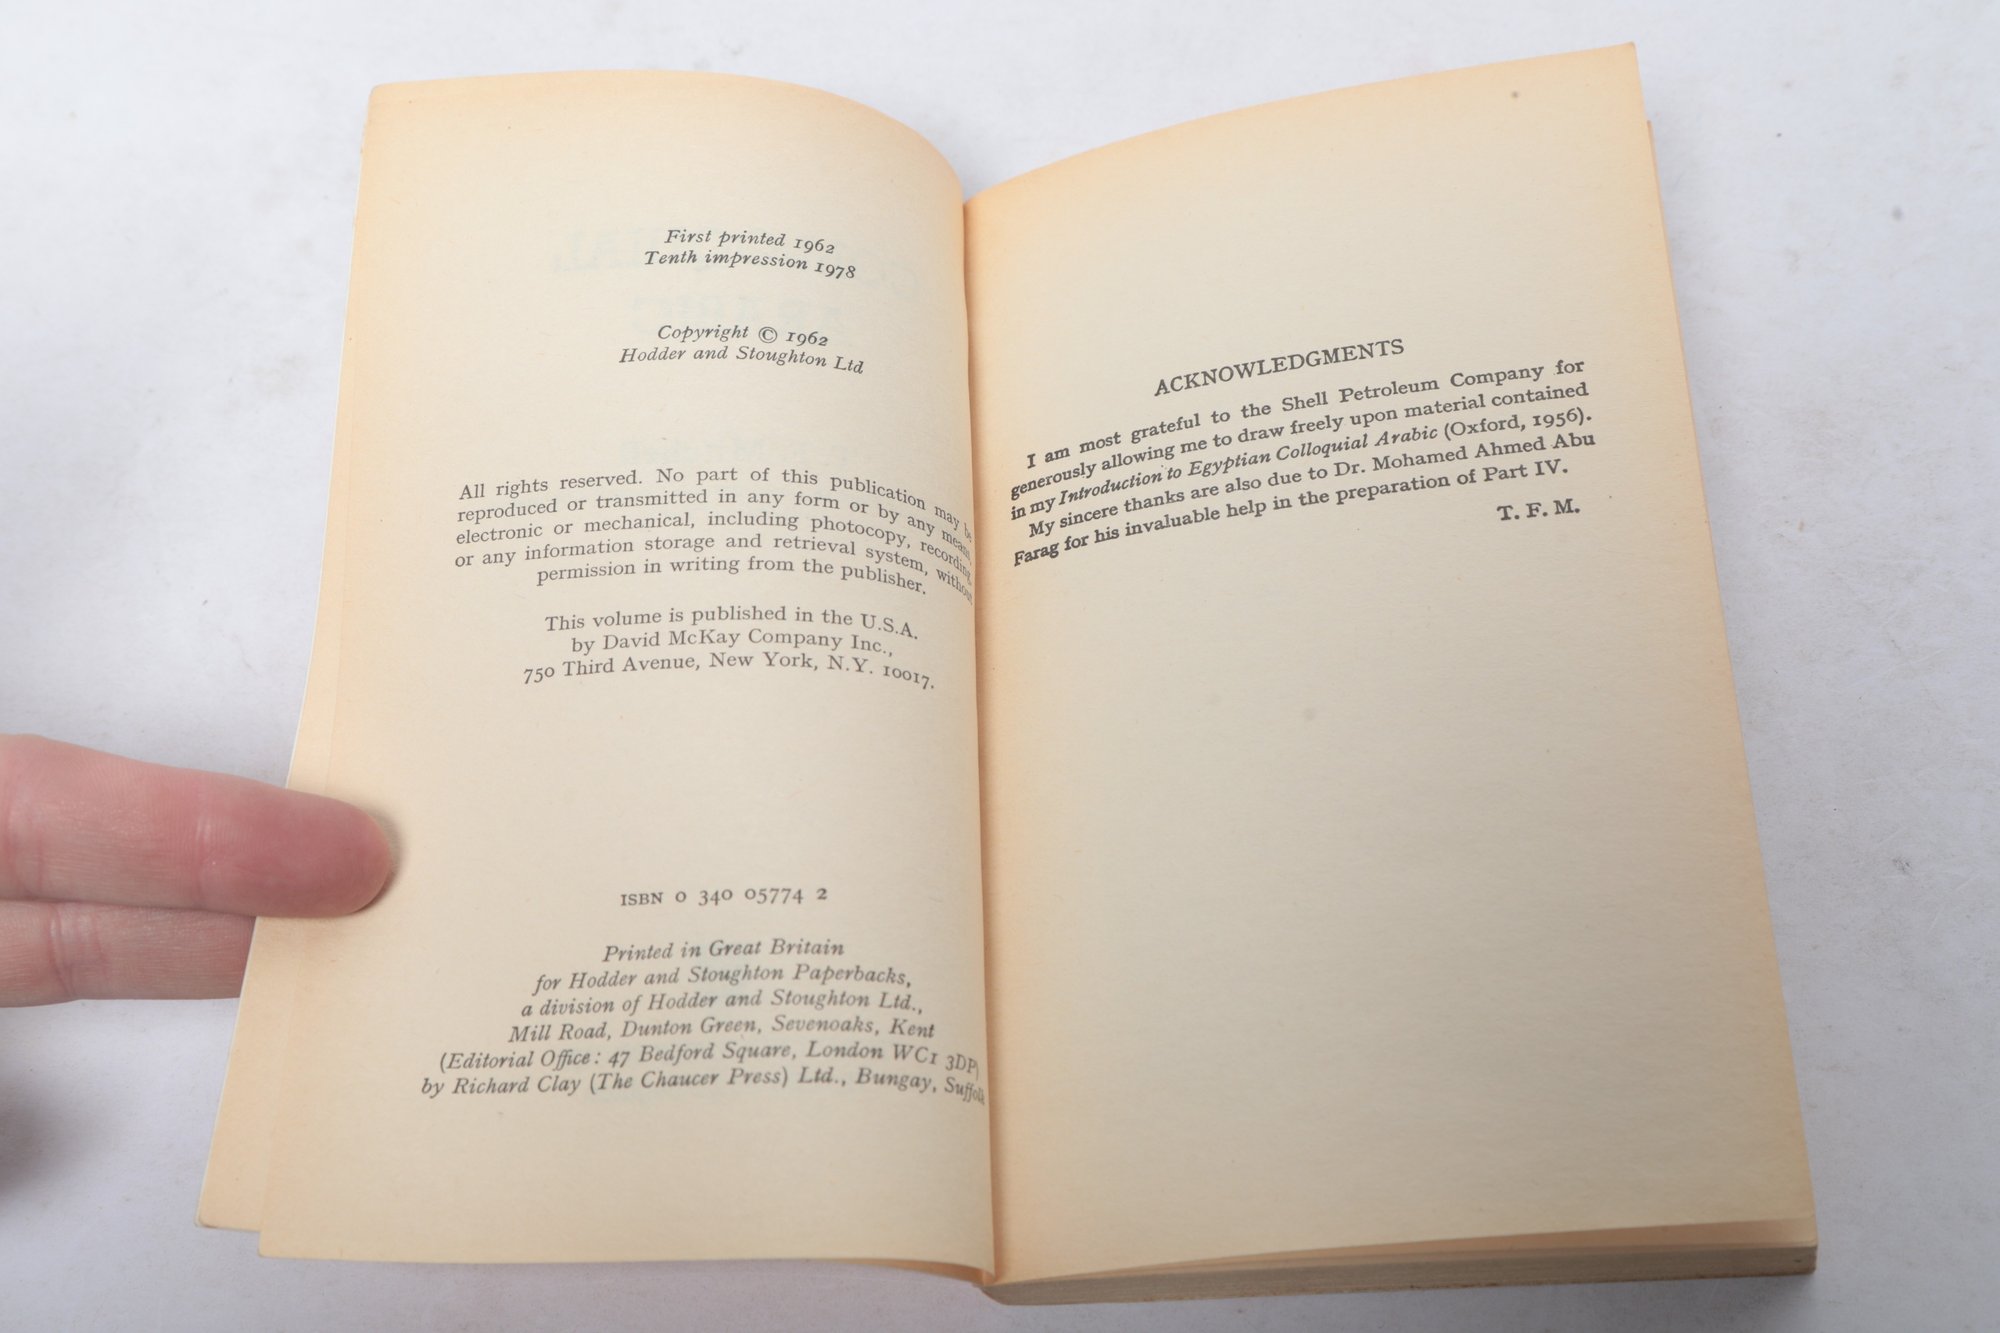 First printed 1962
Tenth impression 1978
Copyright © 1962
Hodder and Stoughton Ltd
All rights reserved. No part of this publication may be
reproduced or transmitted in any form or by any means,
electronic or mechanical, including photocopy, recording,
or any information storage and retrieval system, without
permission in writing from the publisher.
This volume is published in the U.S.A.
by David McKay Company Inc.,
750 Third Avenue, New York, N.Y. 10017.
ISBN 0 340 05774 2
Printed in Great Britain
for Hodder and Stoughton Paperbacks,
a division of Hodder and Stoughton Ltd.,
Mill Road, Dunton Green, Sevenoaks, Kent
(Editorial Office: 47 Bedford Square, London WC1 3DP)
by Richard Clay (The Chaucer Press) Ltd., Bungay, Suffolk
ACKNOWLEDGMENTS
I am most grateful to the Shell Petroleum Company for
generously allowing me to draw freely upon material contained
in my Introduction to Egyptian Colloquial Arabic (Oxford, 1956).
My sincere thanks are also due to Dr. Mohamed Ahmed Abu
Farag for his invaluable help in the preparation of Part IV.
T. F. M.